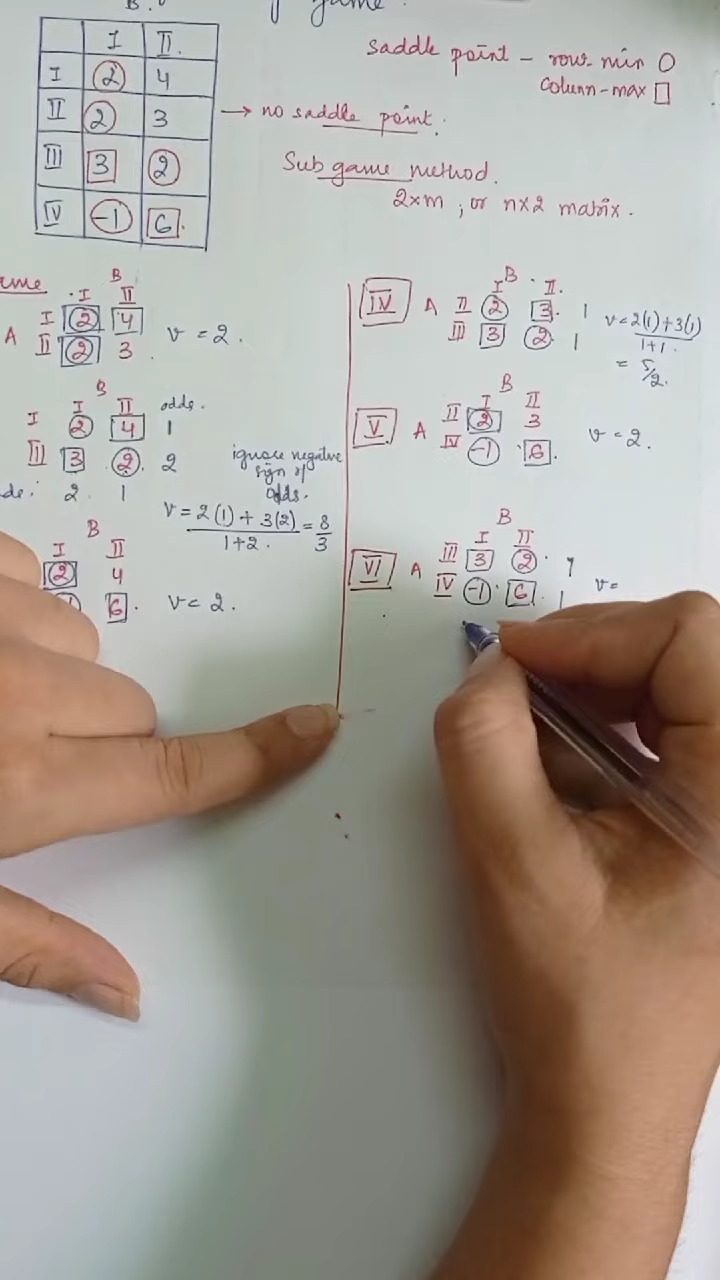 B.
game.
I II.
I 2 4
II 2 3
III 3 2
IV -1 6.
saddle point - row min O
column-max □
→ no saddle point.
Sub game method.
2xm, or nx2 matrix.
B
I II
A I 2 4
II 2 3 v = 2.
B
I II odds.
I 2 4 1
III 3 2. 2
2 1
ignore negative
sign of
odds.
v = 2(1) + 3(2) / 1+2. = 8/3
B
I II
2 4
6. v = 2.
IV
B
I II.
A II 2 3. 1
III 3 2 1
v = 2(1)+3(1) / 1+1.
= 5/2.
V
B
I II
A II 2 3
IV -1 6.
v = 2.
VI
B
I II
A III 3 2. 7
IV -1 6. 1
v =